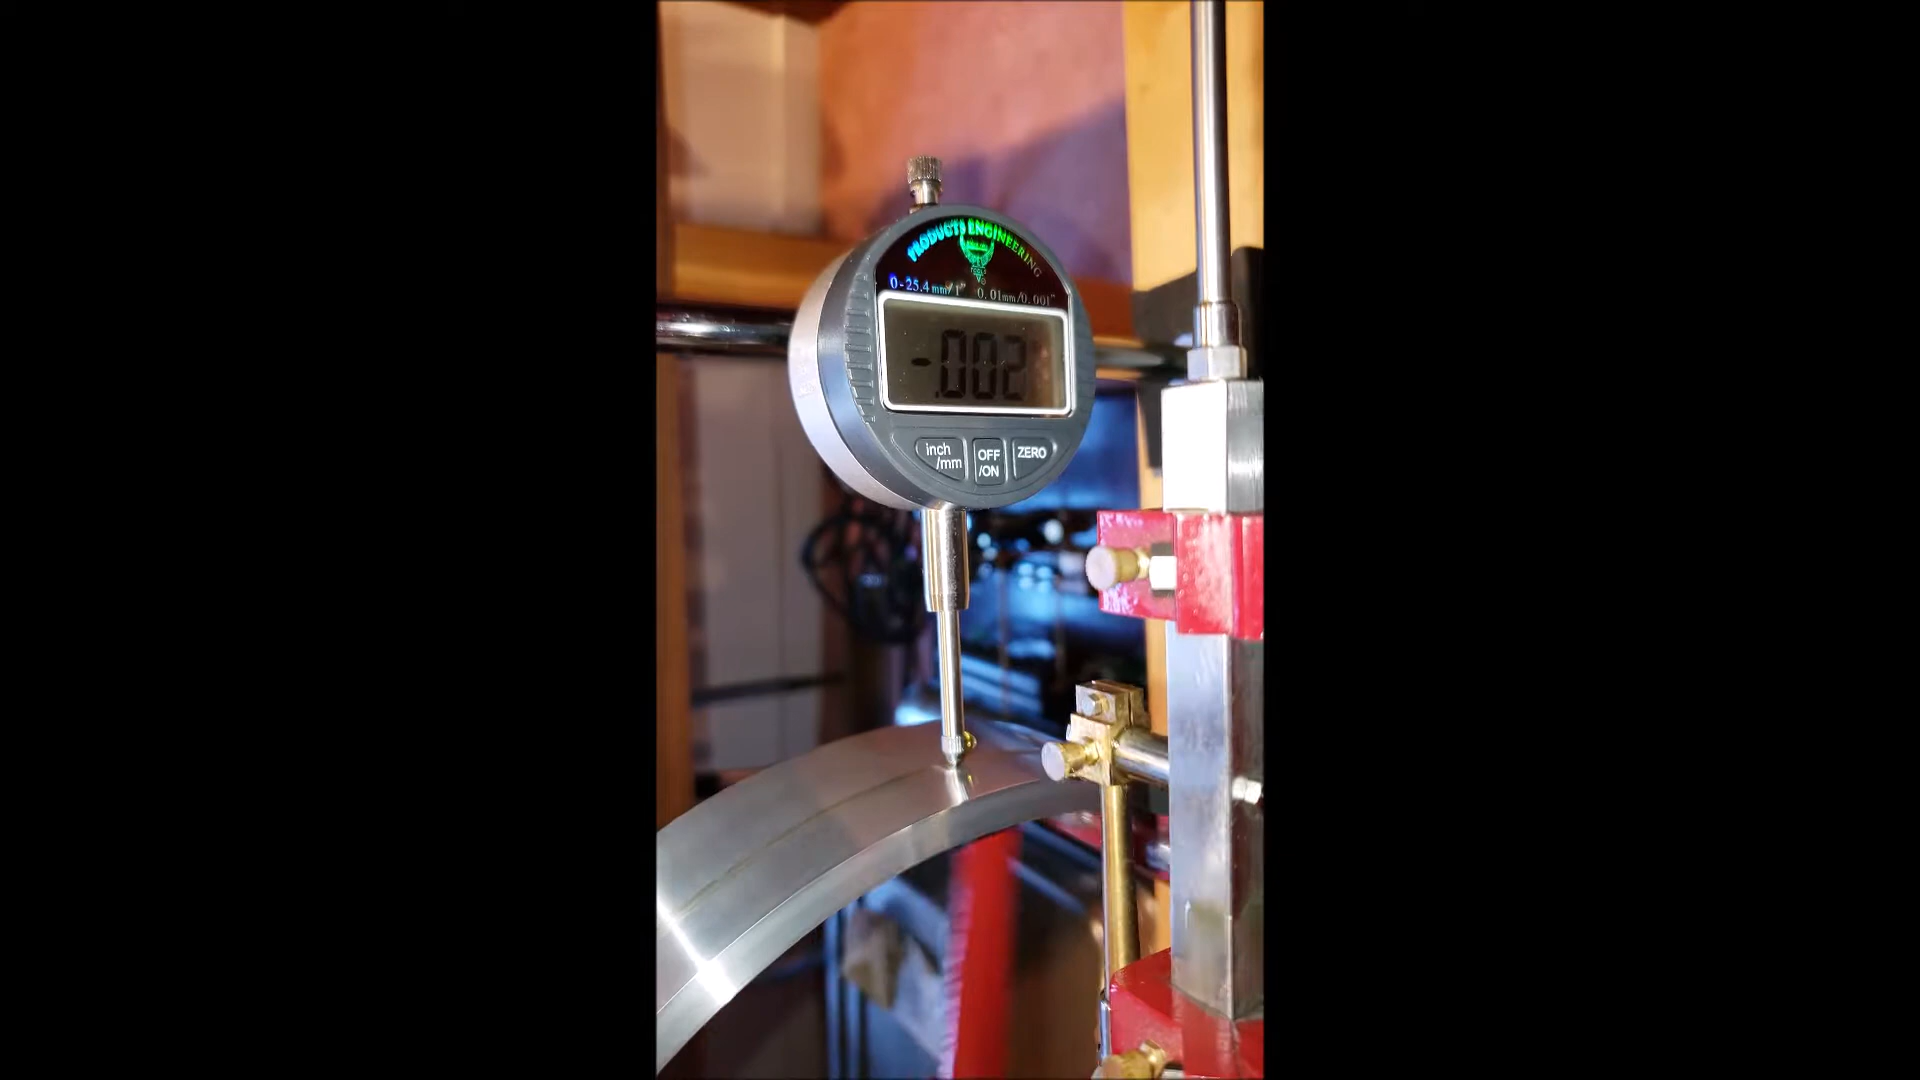 PRODUCTS ENGINEERING
0-25.4mm/1" 0.01mm/0.001"
-.002
inch
/mm
OFF
/ON
ZERO